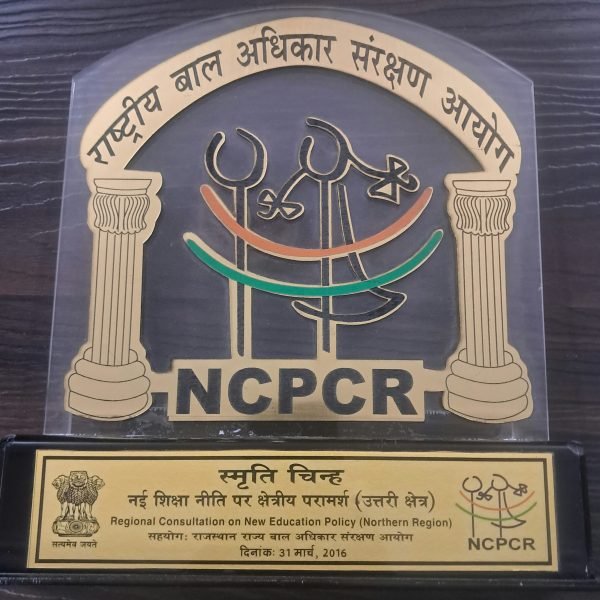 राष्ट्रीय बाल अधिकार संरक्षण आयोग
NCPCR
स्मृति चिन्ह
नई शिक्षा नीति पर क्षेत्रीय परामर्श (उत्तरी क्षेत्र)
Regional Consultation on New Education Policy (Northern Region)
सहयोग: राजस्थान राज्य बाल अधिकार संरक्षण आयोग
दिनांक: 31 मार्च, 2016
सत्यमेव जयते
NCPCR